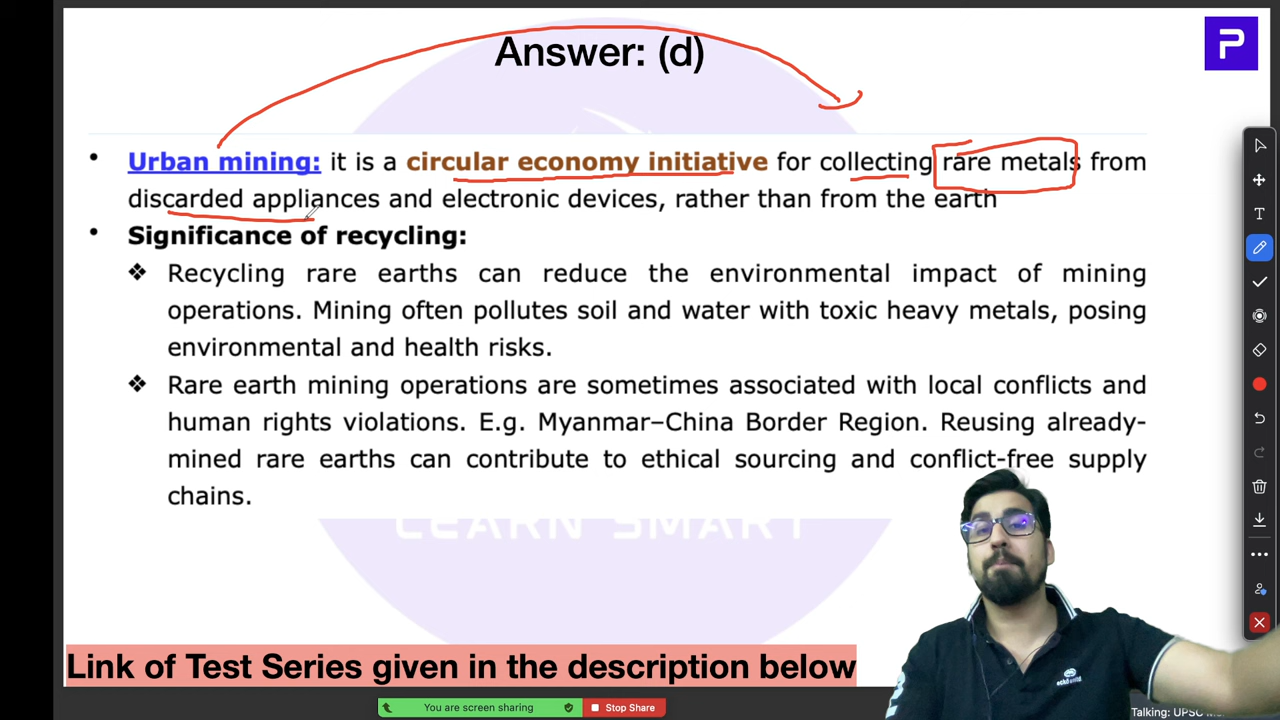 Answer: (d)
P
• Urban mining: it is a circular economy initiative for collecting rare metals from
discarded appliances and electronic devices, rather than from the earth
• Significance of recycling:
❖ Recycling rare earths can reduce the environmental impact of mining
operations. Mining often pollutes soil and water with toxic heavy metals, posing
environmental and health risks.
❖ Rare earth mining operations are sometimes associated with local conflicts and
human rights violations. E.g. Myanmar–China Border Region. Reusing already-
mined rare earths can contribute to ethical sourcing and conflict-free supply
chains.
LEARN SMART
Link of Test Series given in the description below
You are screen sharing
Stop Share
Talking: UPSC